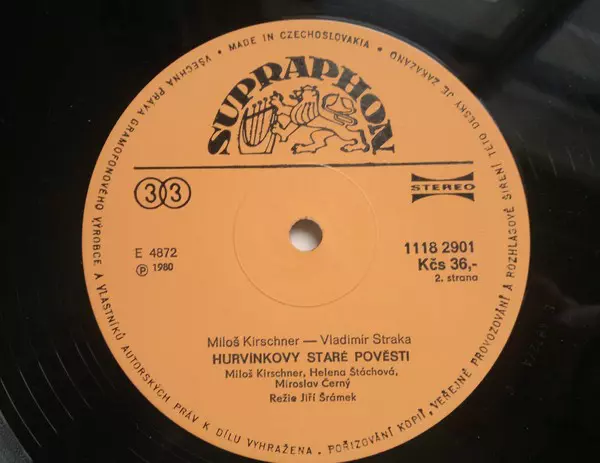 VŠECHNA PRÁVA GRAMOFONOVÉHO VÝROBCE A VLASTNÍKŮ AUTORSKÝCH PRÁV K DÍLU VYHRAŽENA. POŘIZOVÁNÍ KOPIÍ, VEŘEJNÉ PROVOZOVÁNÍ A ROZHLASOVÉ ŠÍŘENÍ TÉTO DESKY JE ZAKÁZÁNO • MADE IN CZECHOSLOVAKIA •
SUPRAPHON
33
STEREO
E 4872
Ⓟ 1980
1118 2901
Kčs 36,-
2. strana
Miloš Kirschner — Vladimír Straka
HURVÍNKOVY STARÉ POVĚSTI
Miloš Kirschner, Helena Štáchová,
Miroslav Černý
Režie Jiří Šrámek